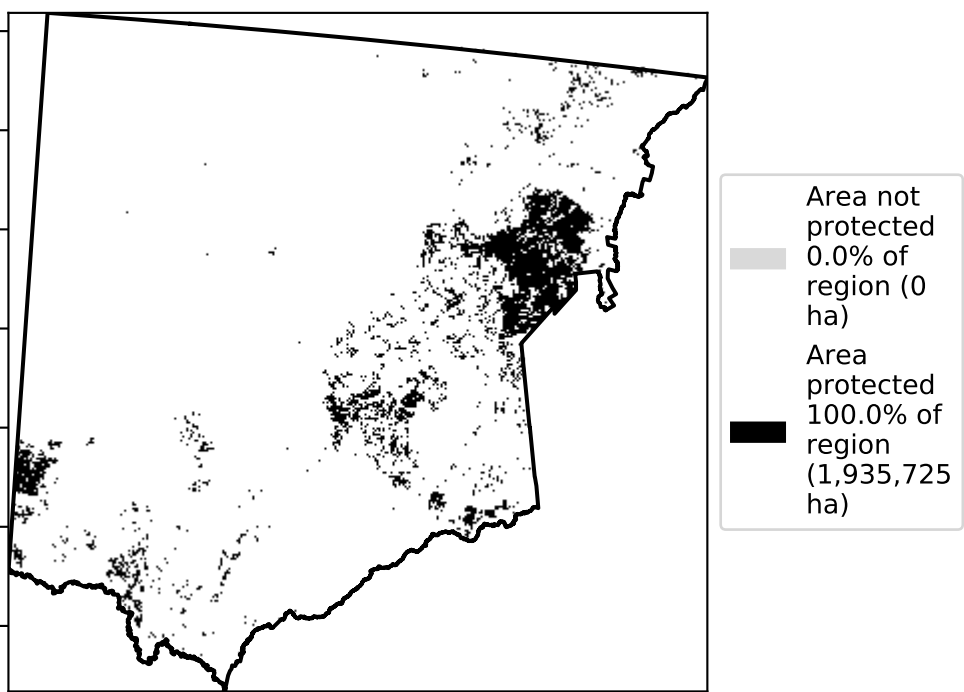 Area not
protected
0.0% of
region (0
ha)
Area
protected
100.0% of
region
(1,935,725
ha)